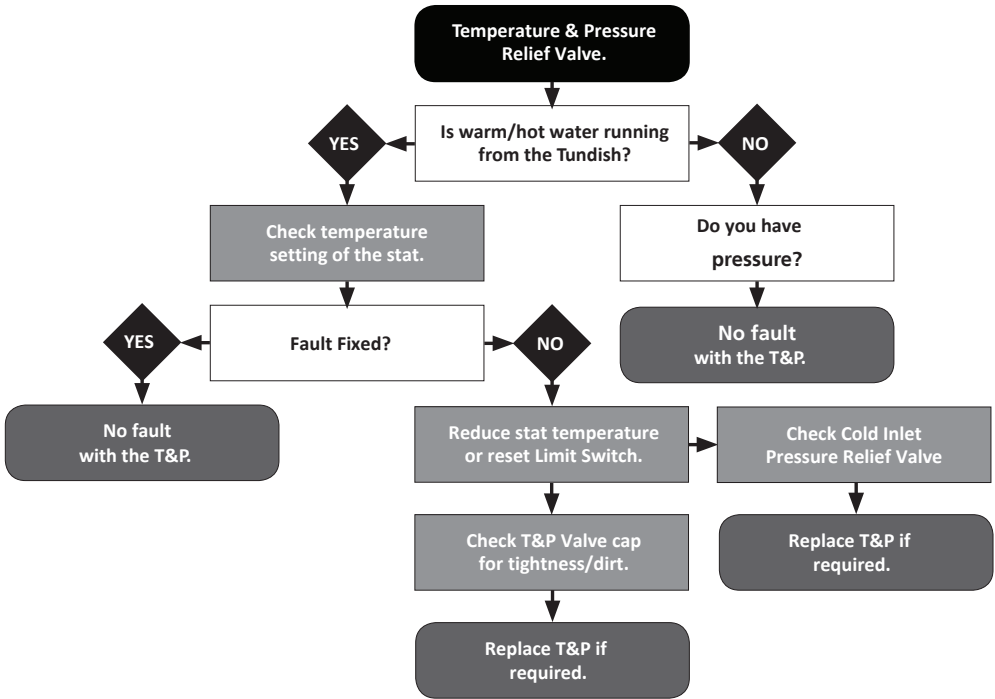 Temperature & Pressure
Relief Valve.
Is warm/hot water running
from the Tundish?
YES
NO
Check temperature
setting of the stat.
Do you have
pressure?
Fault Fixed?
YES
NO
No fault
with the T&P.
No fault
with the T&P.
Reduce stat temperature
or reset Limit Switch.
Check Cold Inlet
Pressure Relief Valve
Check T&P Valve cap
for tightness/dirt.
Replace T&P if
required.
Replace T&P if
required.